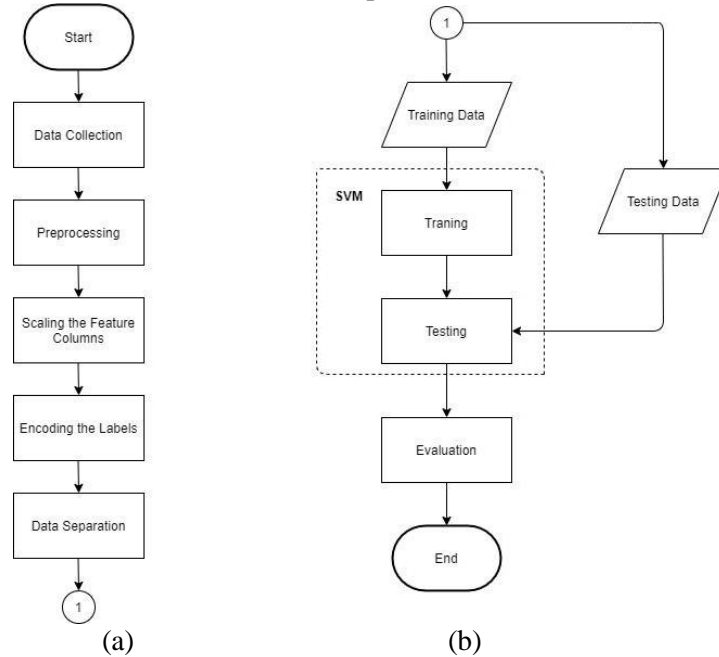 Start
Data Collection
Preprocessing
Scaling the Feature
Columns
Encoding the Labels
Data Separation
1
(a)
1
Training Data
Testing Data
SVM
Traning
Testing
Evaluation
End
(b)